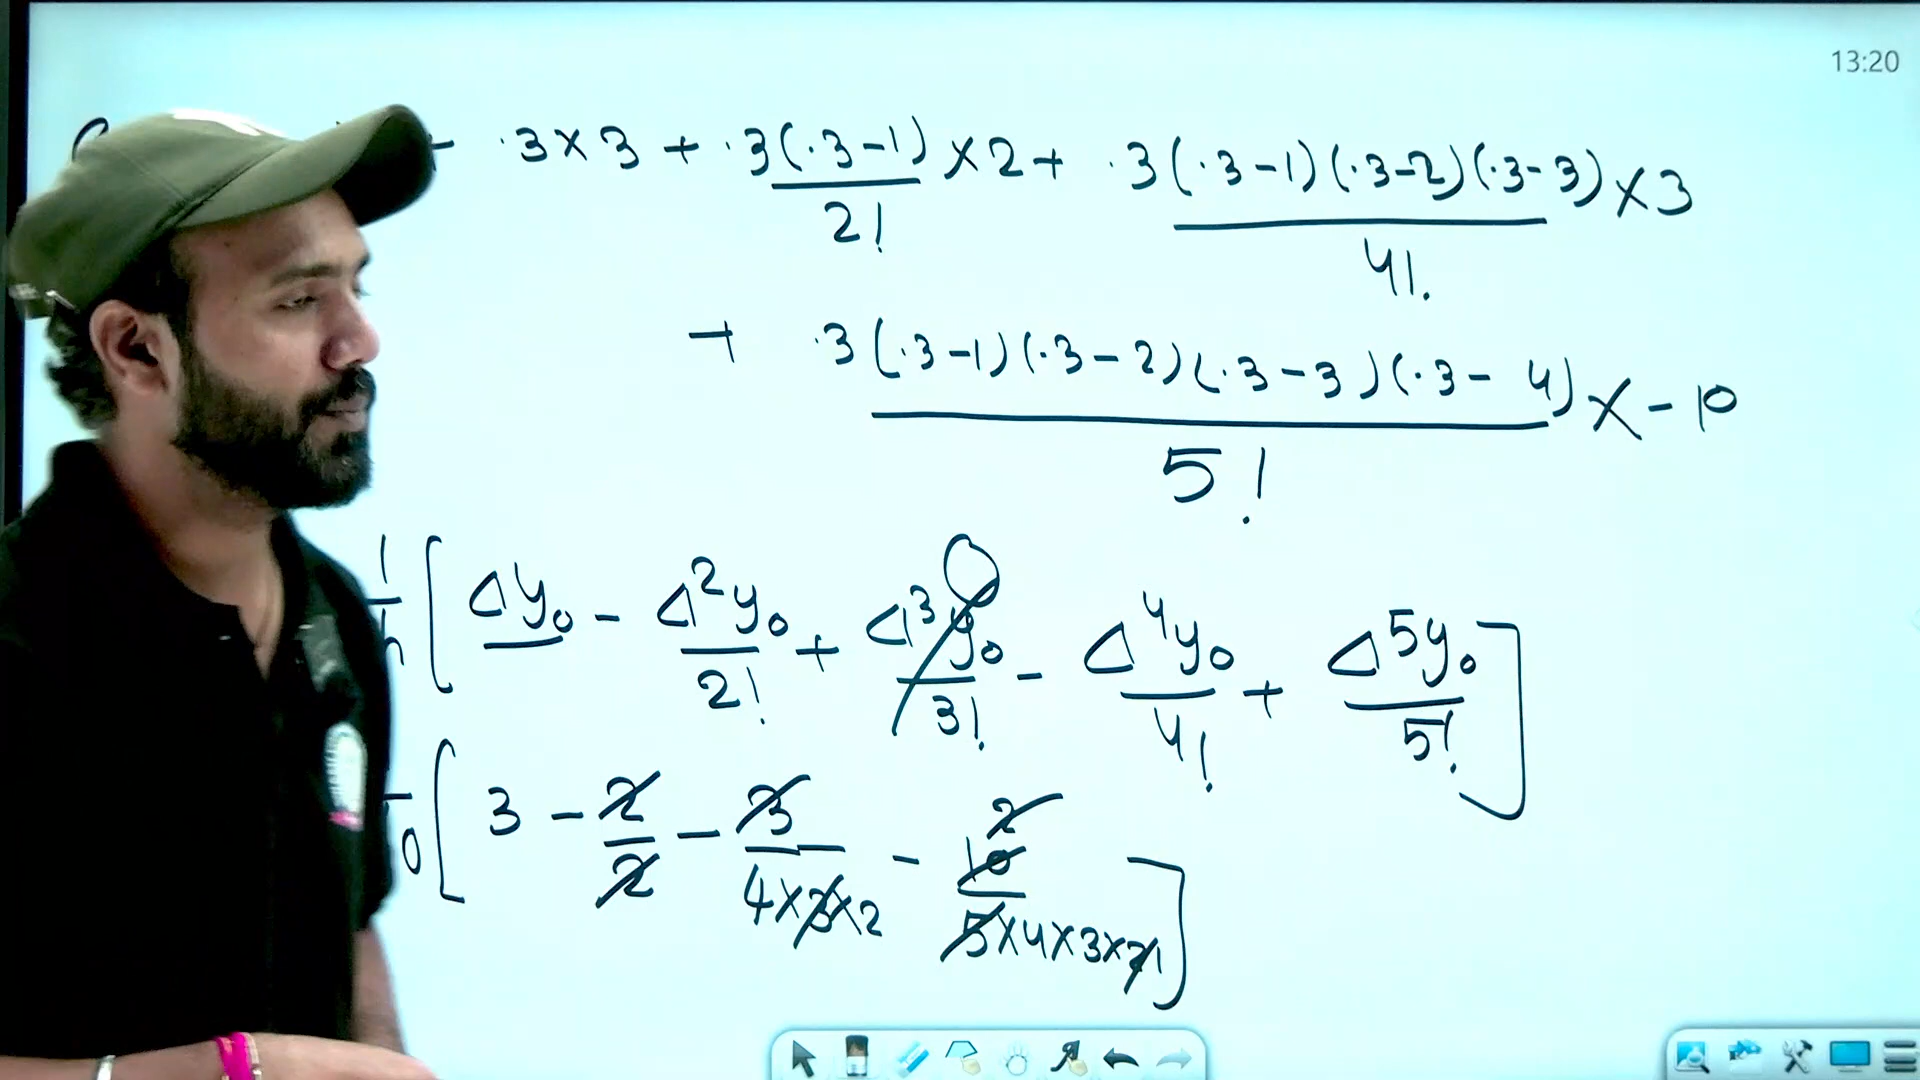 13:20
- .3×3 + .3(.3-1)/2! ×2 + .3(.3-1)(.3-2)(.3-3)/4! ×3
+ .3(.3-1)(.3-2)(.3-3)(.3-4)/5! × -10
1/h [ Δy₀ - Δ²y₀/2! + Δ³y₀/3! 0 - Δ⁴y₀/4! + Δ⁵y₀/5! ]
[ 3 - 2/2 - 3/4×3×2 - 10/5×4×3×21 ] 2